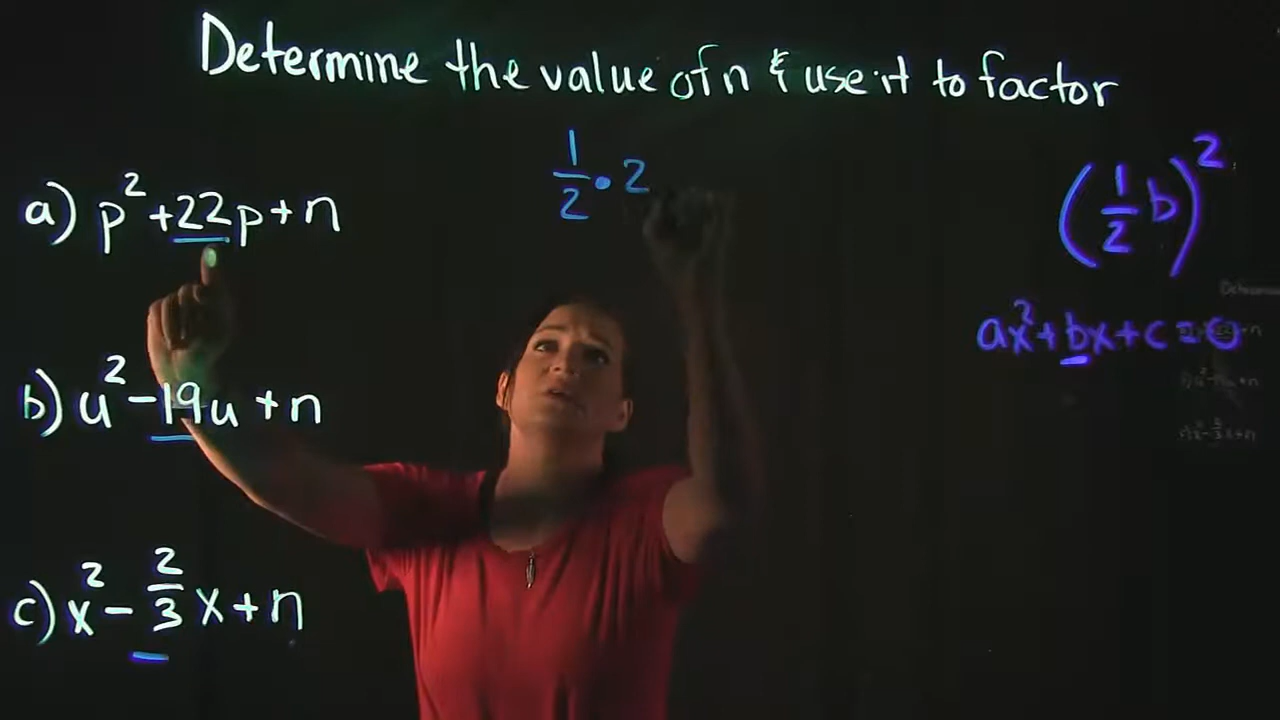 Determine the value of n & use it to factor
1/2 • 2
a) p² + 22p + n
(1/2 b)²
ax² + bx + c = 0
b) u² - 19u + n
c) x² - 2/3 x + n